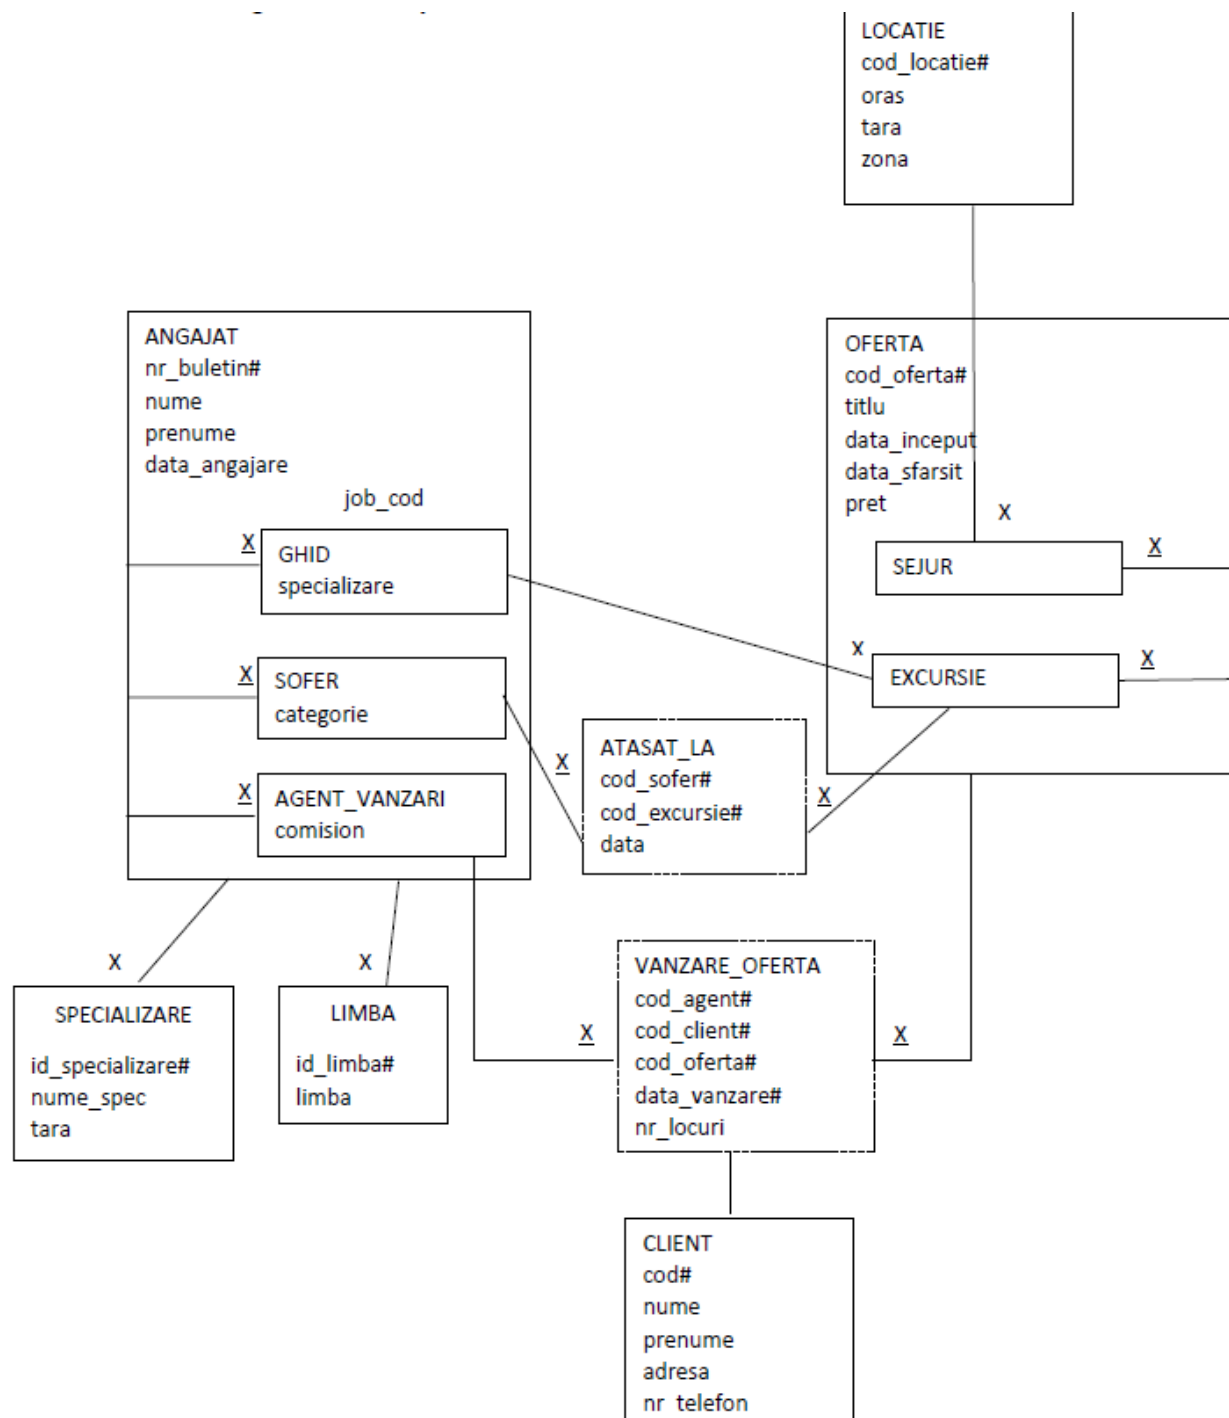 LOCATIE
cod_locatie#
oras
tara
zona
ANGAJAT
nr_buletin#
nume
prenume
data_angajare
job_cod
X
GHID
specializare
X
SOFER
categorie
X
AGENT_VANZARI
comision
OFERTA
cod_oferta#
titlu
data_inceput
data_sfarsit
pret
X
SEJUR
X
x
EXCURSIE
X
X
ATASAT_LA
cod_sofer#
cod_excursie#
data
X
X
SPECIALIZARE
id_specializare#
nume_spec
tara
X
LIMBA
id_limba#
limba
X
VANZARE_OFERTA
cod_agent#
cod_client#
cod_oferta#
data_vanzare#
nr_locuri
X
CLIENT
cod#
nume
prenume
adresa
nr_telefon